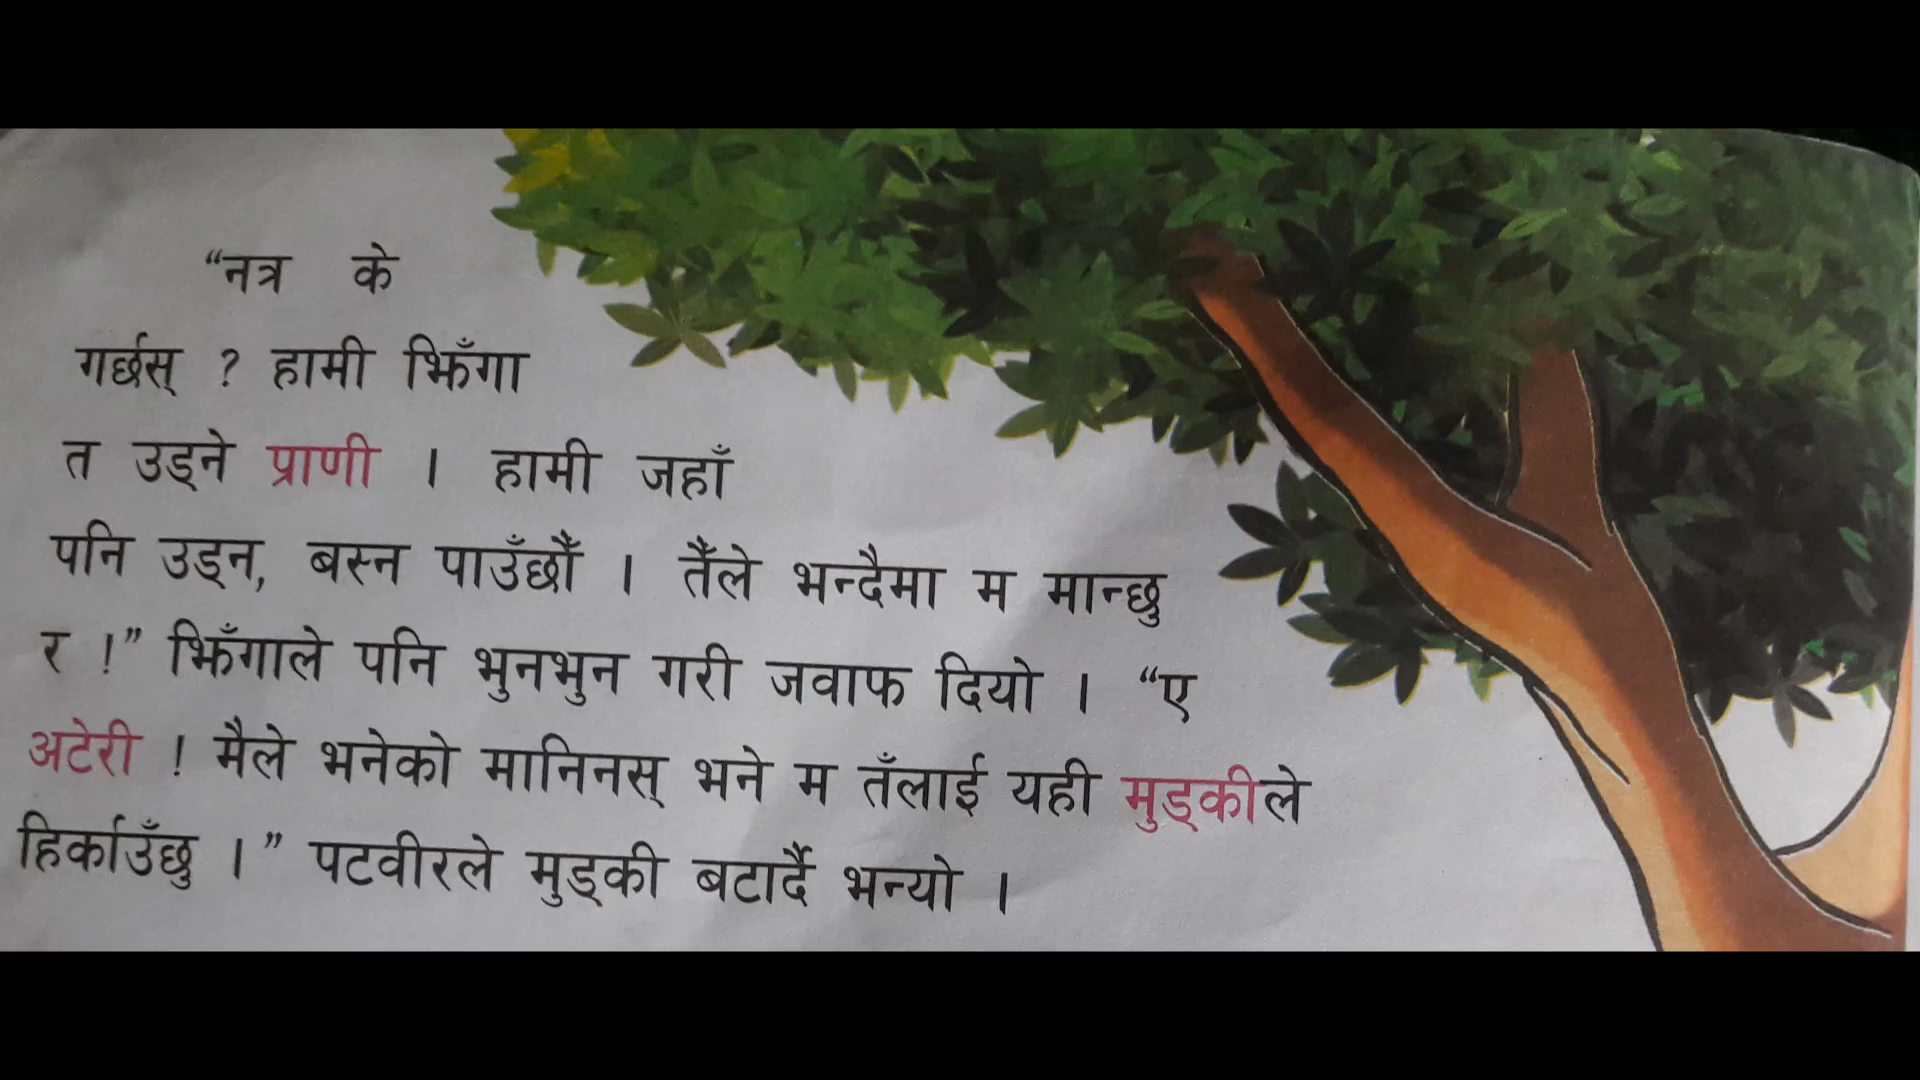 “नत्र के
गर्छस् ? हामी झिँगा
त उड्ने प्राणी । हामी जहाँ
पनि उड्न, बस्न पाउँछौँ । तैँले भन्दैमा म मान्छु
र !” झिँगाले पनि भुनभुन गरी जवाफ दियो । “ए
अटेरी ! मैले भनेको मानिनस् भने म तँलाई यही मुड्कीले
हिर्काउँछु ।” पटवीरले मुड्की बटार्दै भन्यो ।